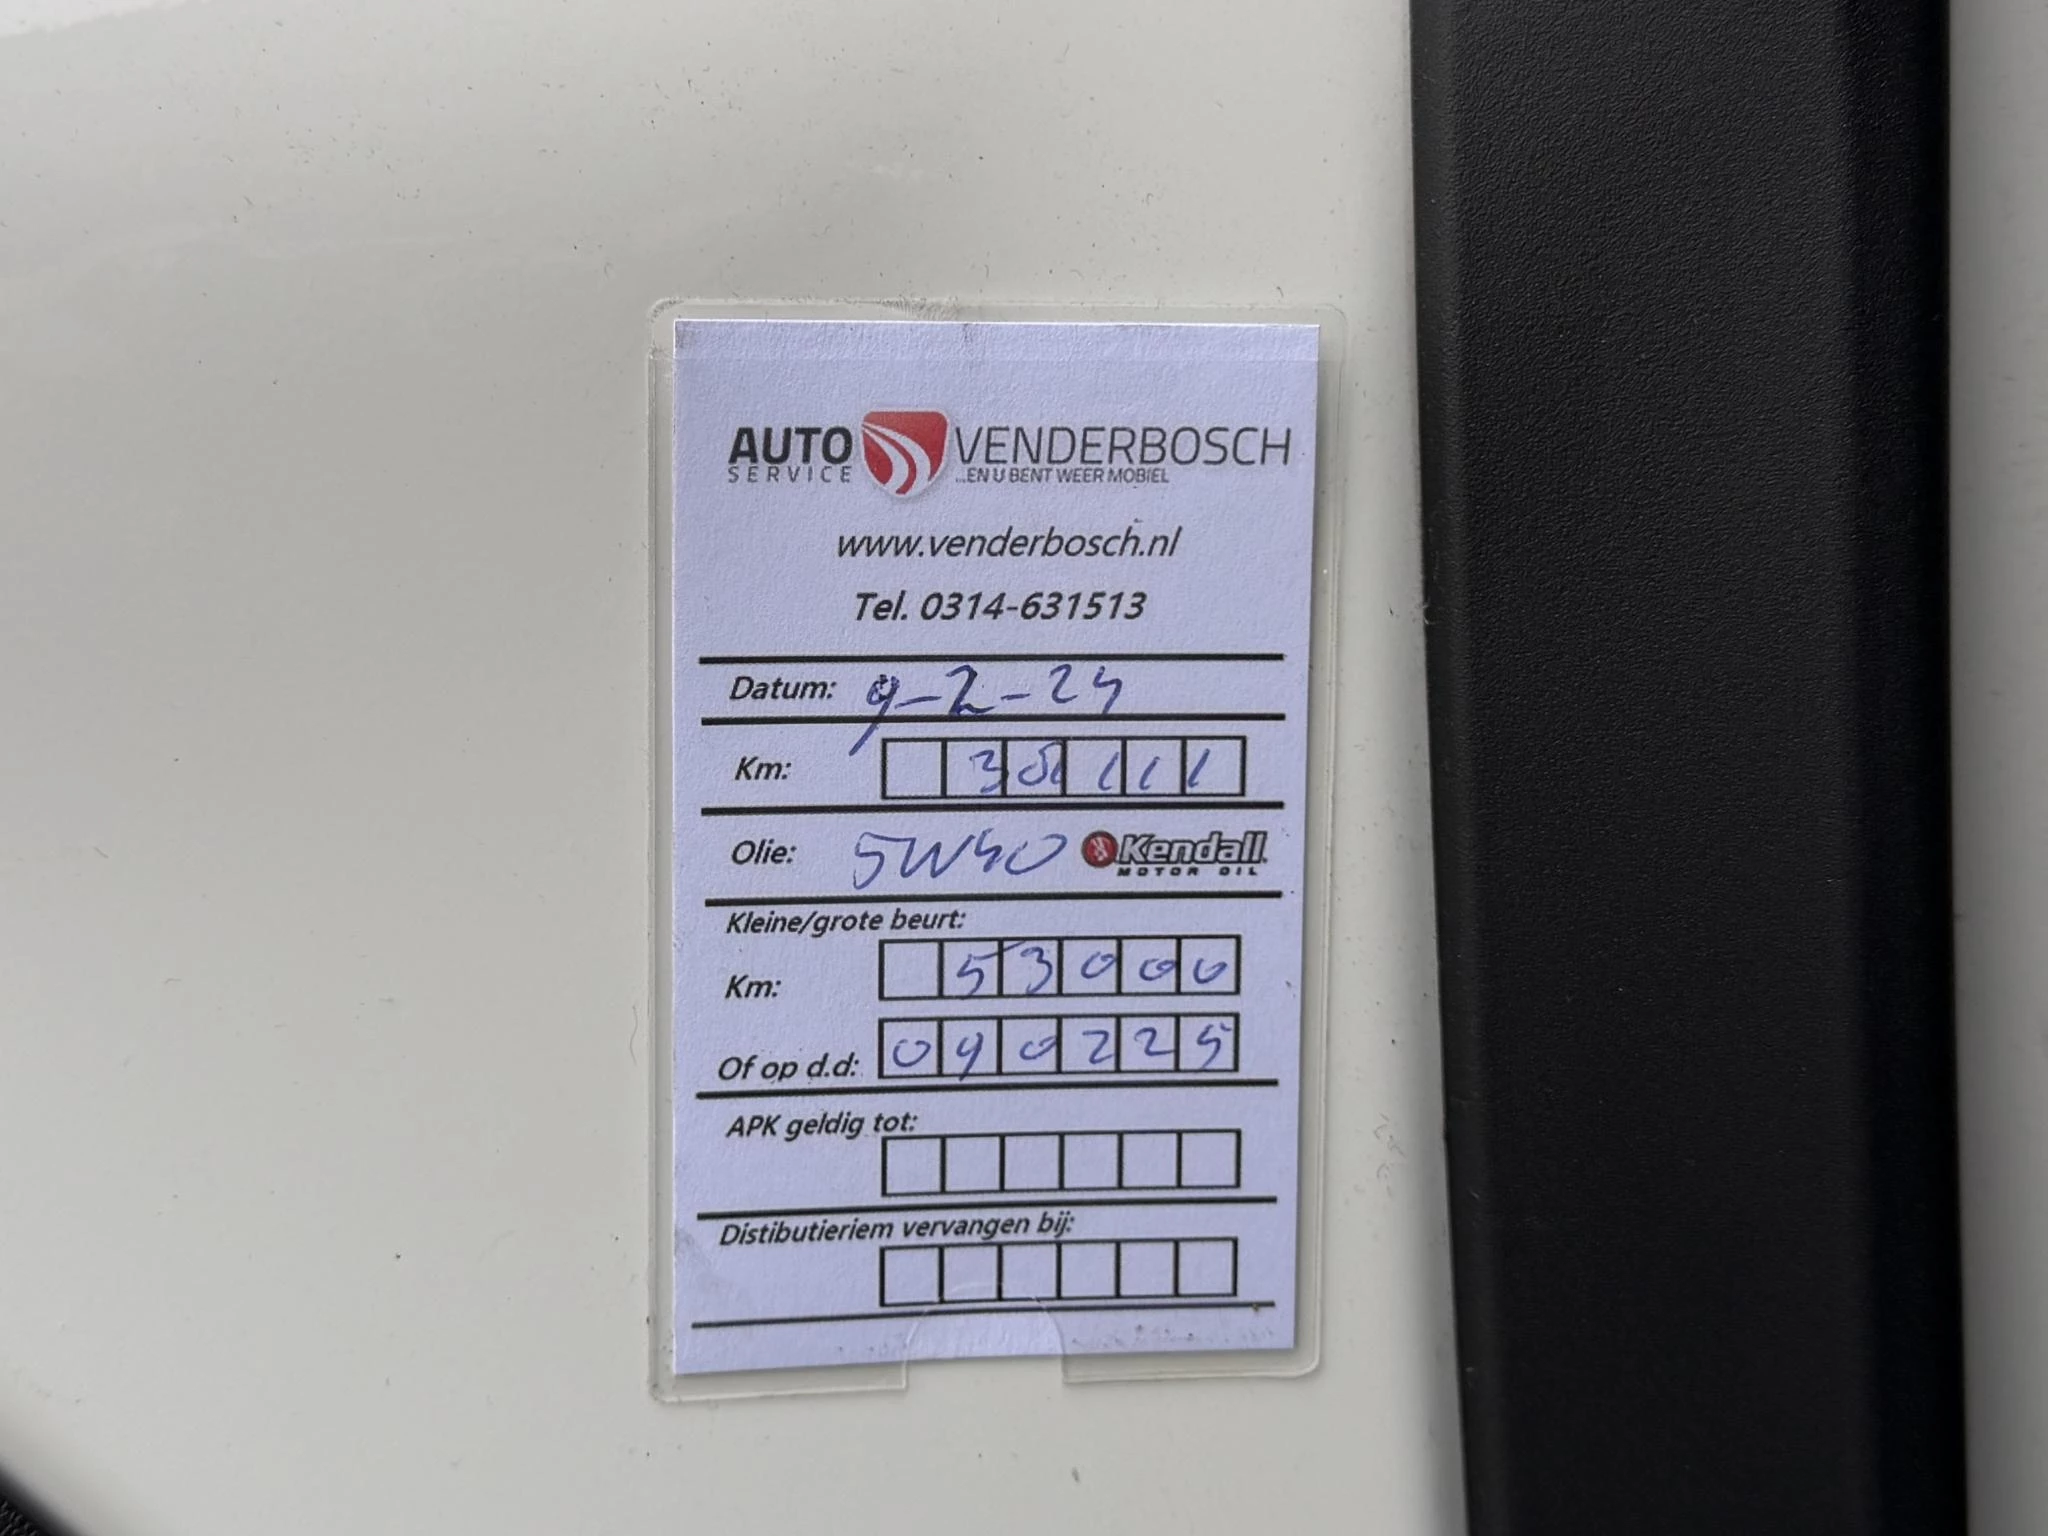 AUTO VENDERBOSCH
SERVICE ...EN U BENT WEER MOBIEL
www.venderbosch.nl
Tel. 0314-631513
Datum: 9-2-24
Km: 38111
Olie: 5W40 Kendall
MOTOR OIL
Kleine/grote beurt:
Km: 53000
Of op d.d: 090225
APK geldig tot:
Distibutieriem vervangen bij: